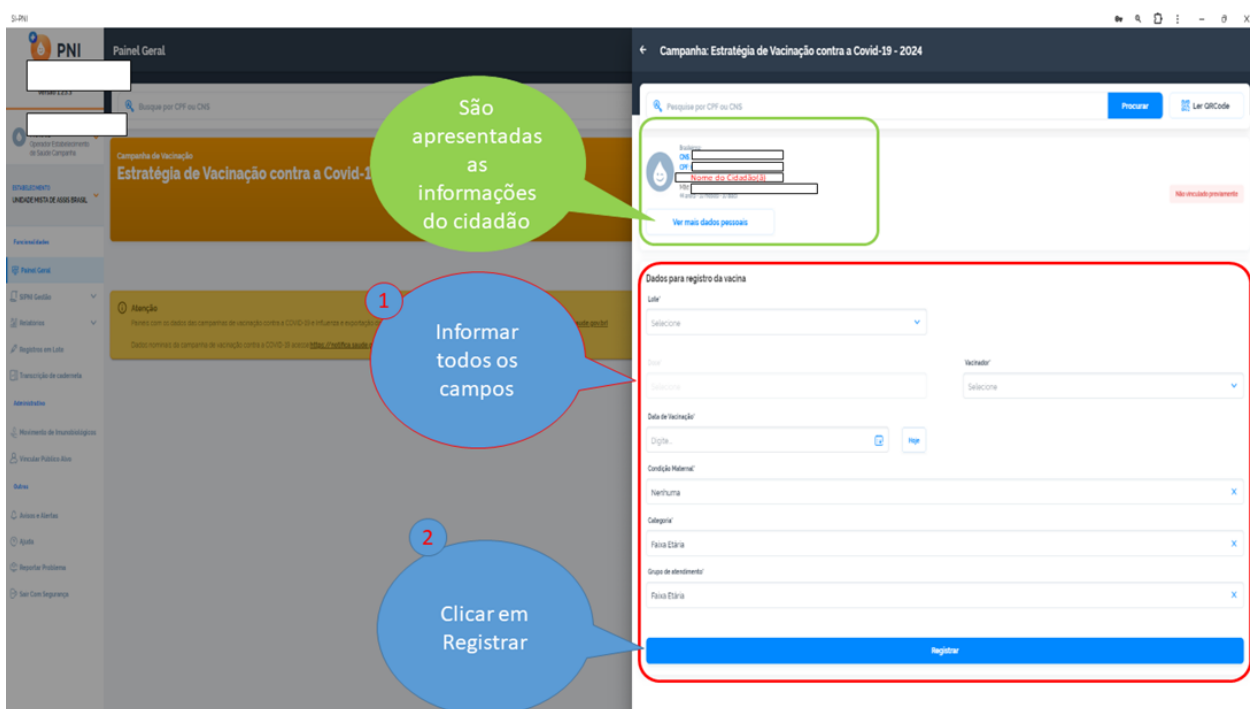 SI-PNI
PNI
Painel Geral
Campanha: Estratégia de Vacinação contra a Covid-19 - 2024
Busque por CPF ou CNS
Pesquise por CPF ou CNS
Procurar
Ler QRCode
São
apresentadas
as
informações
do cidadão
Operador Estabelecimento
de Saúde Campanha
Campanha de Vacinação
Estratégia de Vacinação contra a Covid-1
ESTABELECIMENTO
UNIDADE MISTA DE ASSIS BRASIL
CNS:
CPF:
Nome do Cidadão(ã)
Não vinculado previamente
Ver mais dados pessoais
Funcionalidades
Painel Geral
SIPNI Gestão
Relatórios
Registros em Lote
Transcrição de caderneta
Administrativo
Movimento de Imunobiológicos
Vincular Público Alvo
Outros
Avisos e Alertas
Ajuda
Reportar Problema
Sair Com Segurança
Atenção
1
Informar
todos os
campos
Dados para registro da vacina
Lote*
Selecione
Dose*
Selecione
Vacinador*
Selecione
Data de Vacinação*
Digite..
Hoje
Condição Maternal*
Nenhuma
X
Categoria*
Faixa Etária
X
Grupo de atendimento*
Faixa Etária
X
2
Clicar em
Registrar
Registrar